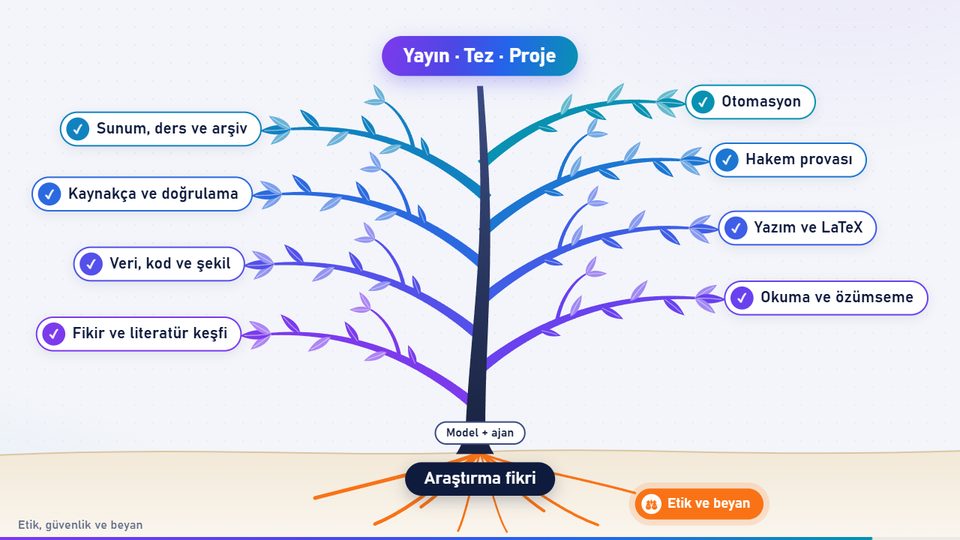 Yayın · Tez · Proje
Otomasyon
Sunum, ders ve arşiv
Hakem provası
Kaynakça ve doğrulama
Yazım ve LaTeX
Veri, kod ve şekil
Okuma ve özümseme
Fikir ve literatür keşfi
Model + ajan
Araştırma fikri
Etik ve beyan
Etik, güvenlik ve beyan